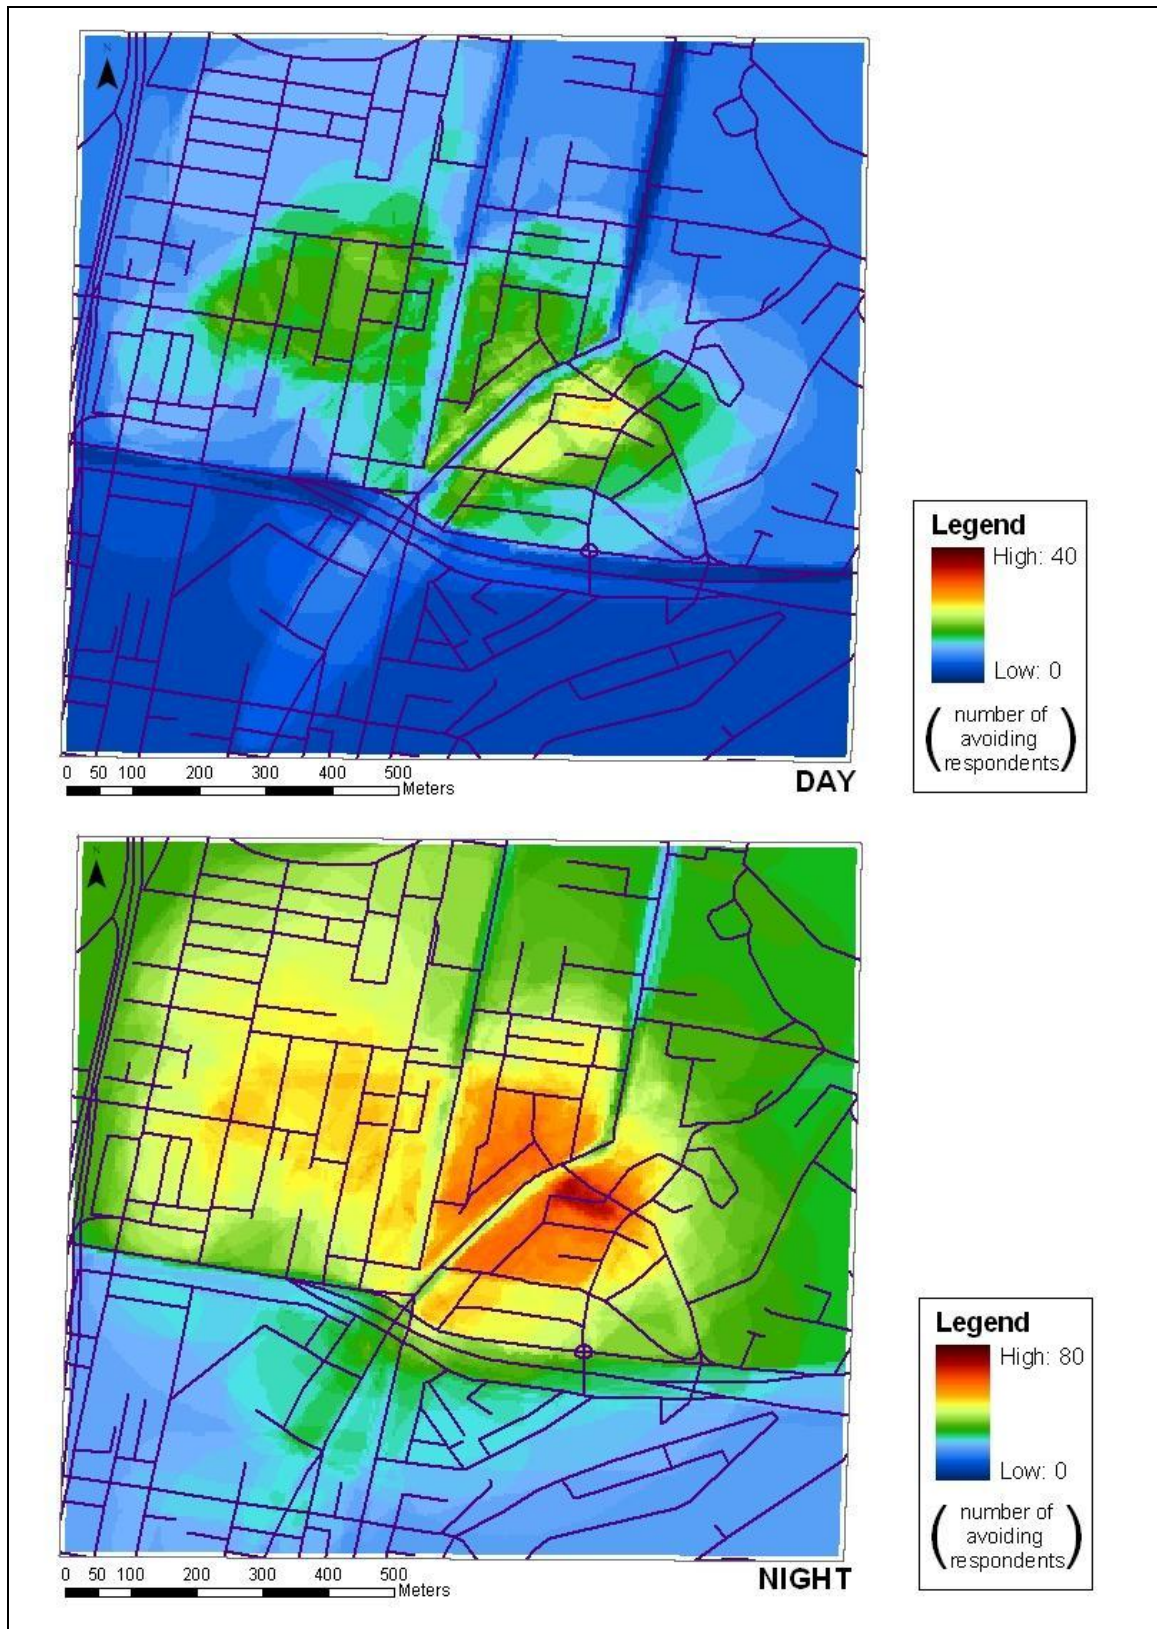 N
Legend
High: 40
Low: 0
( number of
avoiding
respondents )
0 50 100 200 300 400 500
Meters
DAY
N
Legend
High: 80
Low: 0
( number of
avoiding
respondents )
0 50 100 200 300 400 500
Meters
NIGHT